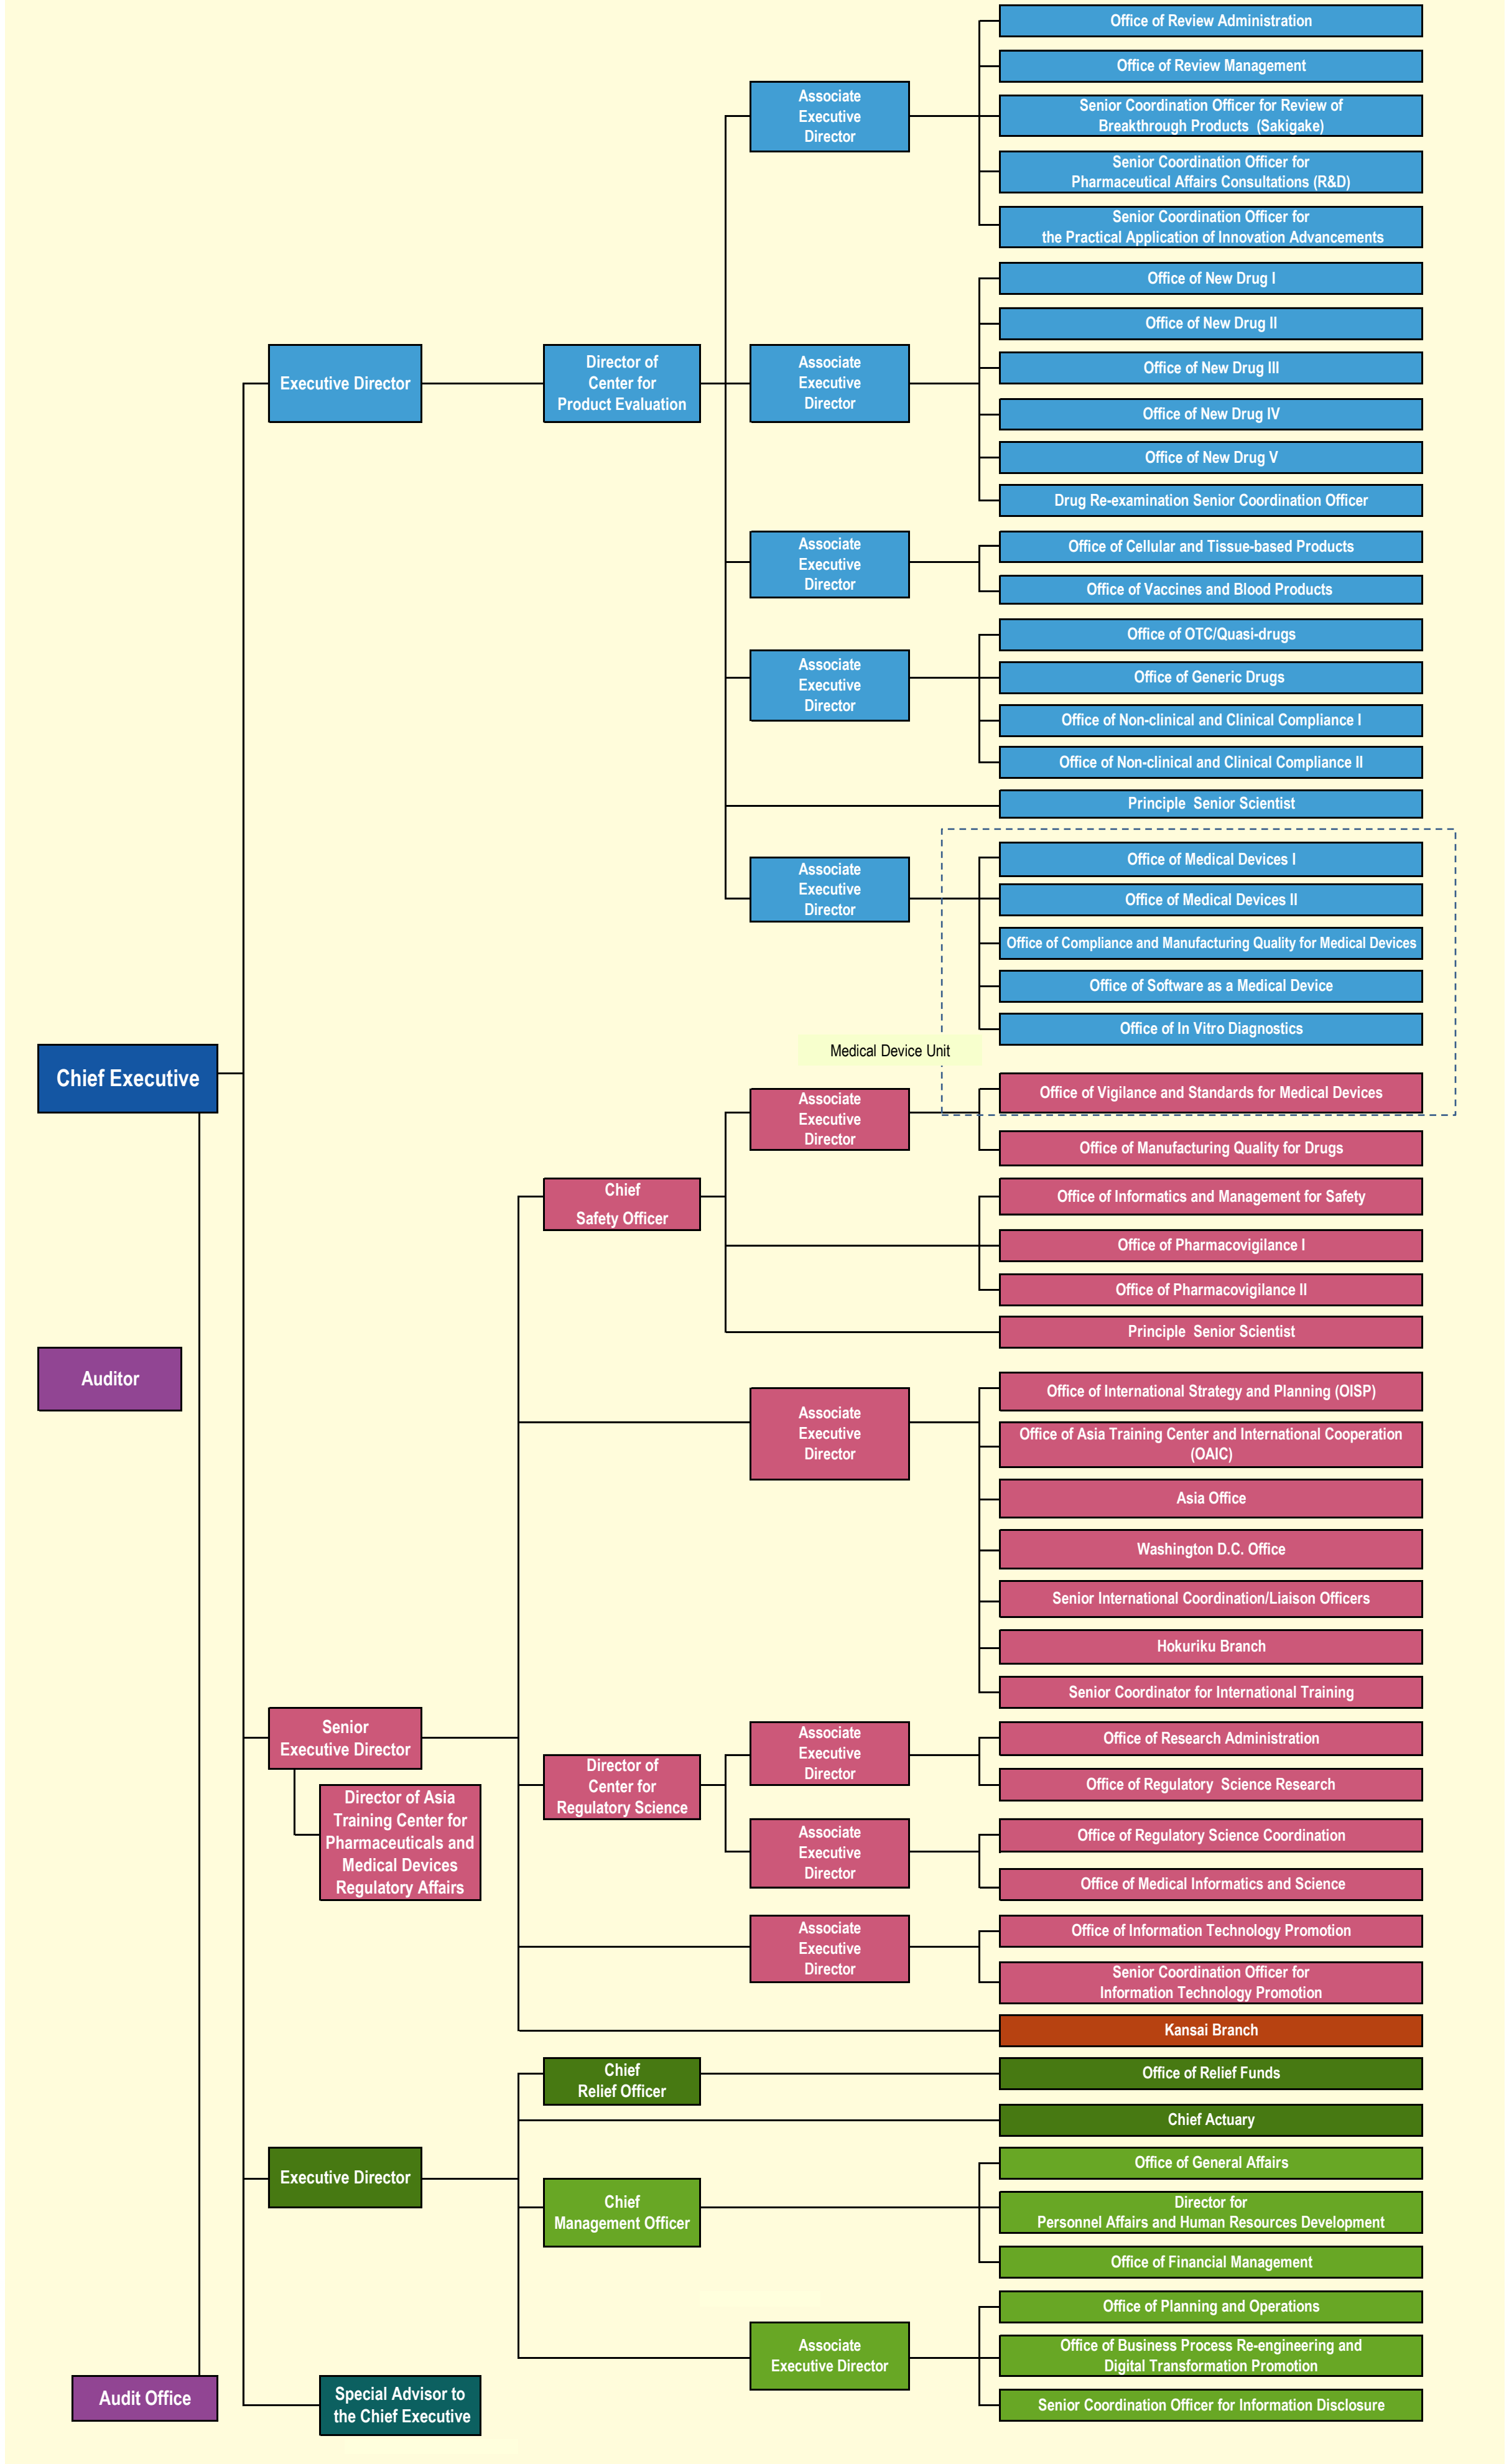 Office of Review Administration
Office of Review Management
Associate
Executive
Director
Senior Coordination Officer for Review of
Breakthrough Products (Sakigake)
Senior Coordination Officer for
Pharmaceutical Affairs Consultations (R&D)
Senior Coordination Officer for
the Practical Application of Innovation Advancements
Office of New Drug I
Office of New Drug II
Executive Director
Director of
Center for
Product Evaluation
Associate
Executive
Director
Office of New Drug III
Office of New Drug IV
Office of New Drug V
Drug Re-examination Senior Coordination Officer
Associate
Executive
Director
Office of Cellular and Tissue-based Products
Office of Vaccines and Blood Products
Office of OTC/Quasi-drugs
Associate
Executive
Director
Office of Generic Drugs
Office of Non-clinical and Clinical Compliance I
Office of Non-clinical and Clinical Compliance II
Principle Senior Scientist
Associate
Executive
Director
Office of Medical Devices I
Office of Medical Devices II
Office of Compliance and Manufacturing Quality for Medical Devices
Office of Software as a Medical Device
Office of In Vitro Diagnostics
Medical Device Unit
Chief Executive
Associate
Executive
Director
Office of Vigilance and Standards for Medical Devices
Office of Manufacturing Quality for Drugs
Chief
Safety Officer
Office of Informatics and Management for Safety
Office of Pharmacovigilance I
Office of Pharmacovigilance II
Principle Senior Scientist
Auditor
Associate
Executive
Director
Office of International Strategy and Planning (OISP)
Office of Asia Training Center and International Cooperation
(OAIC)
Asia Office
Washington D.C. Office
Senior International Coordination/Liaison Officers
Hokuriku Branch
Senior Coordinator for International Training
Senior
Executive Director
Associate
Executive
Director
Office of Research Administration
Office of Regulatory Science Research
Director of
Center for
Regulatory Science
Director of Asia
Training Center for
Pharmaceuticals and
Medical Devices
Regulatory Affairs
Associate
Executive
Director
Office of Regulatory Science Coordination
Office of Medical Informatics and Science
Associate
Executive
Director
Office of Information Technology Promotion
Senior Coordination Officer for
Information Technology Promotion
Kansai Branch
Chief
Relief Officer
Office of Relief Funds
Chief Actuary
Executive Director
Office of General Affairs
Chief
Management Officer
Director for
Personnel Affairs and Human Resources Development
Office of Financial Management
Office of Planning and Operations
Associate
Executive Director
Office of Business Process Re-engineering and
Digital Transformation Promotion
Senior Coordination Officer for Information Disclosure
Audit Office
Special Advisor to
the Chief Executive